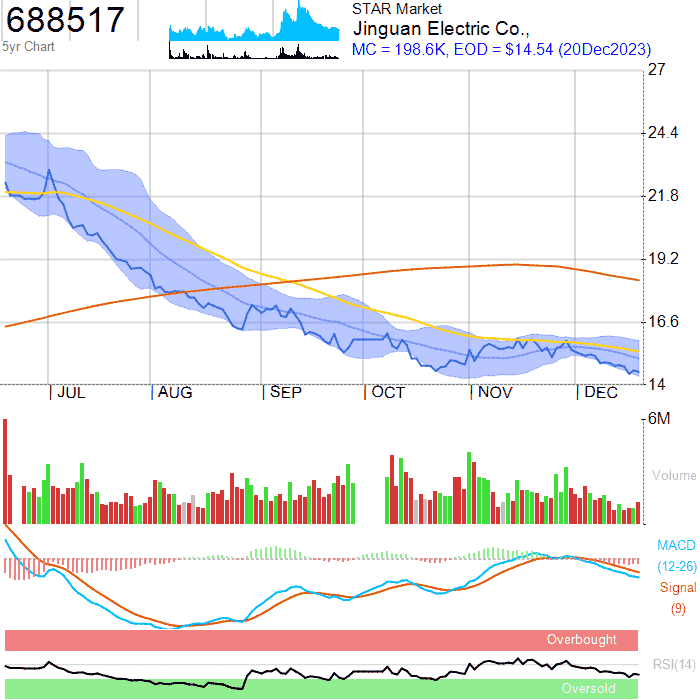 688517
5yr Chart
STAR Market
Jinguan Electric Co.,
MC = 198.6K, EOD = $14.54 (20Dec2023)
27
24.4
21.8
19.2
16.6
14
JUL AUG SEP OCT NOV DEC
6M
Volume
MACD
(12-26)
Signal
(9)
Overbought
RSI(14)
Oversold